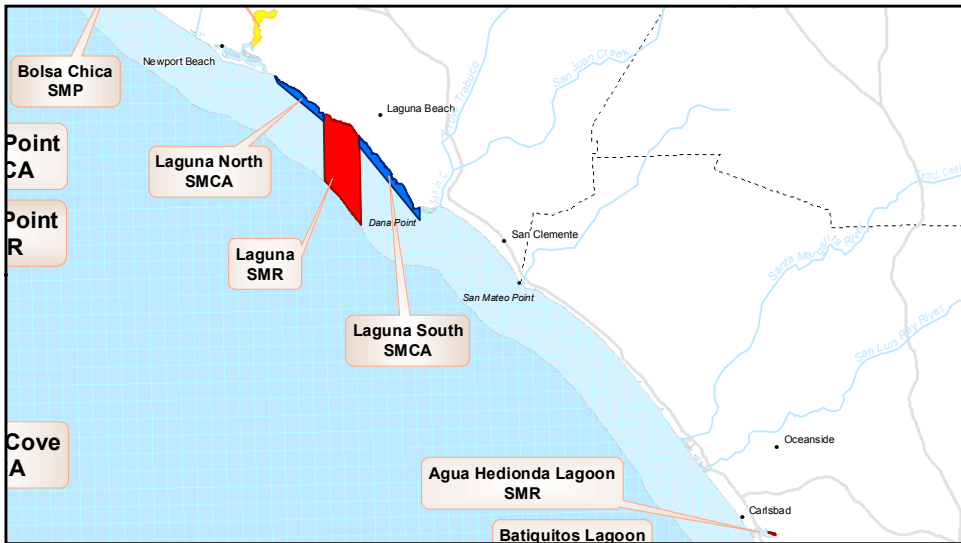 Newport Beach
Bolsa Chica
SMP
San Juan Creek
Laguna Beach
Point
CA
Laguna North
SMCA
Point
R
Dana Point
Laguna
SMR
San Clemente
Santa Margarita River
San Mateo Point
Laguna South
SMCA
San Luis Rey River
Cove
A
Oceanside
Agua Hedionda Lagoon
SMR
Carlsbad
Batiquitos Lagoon